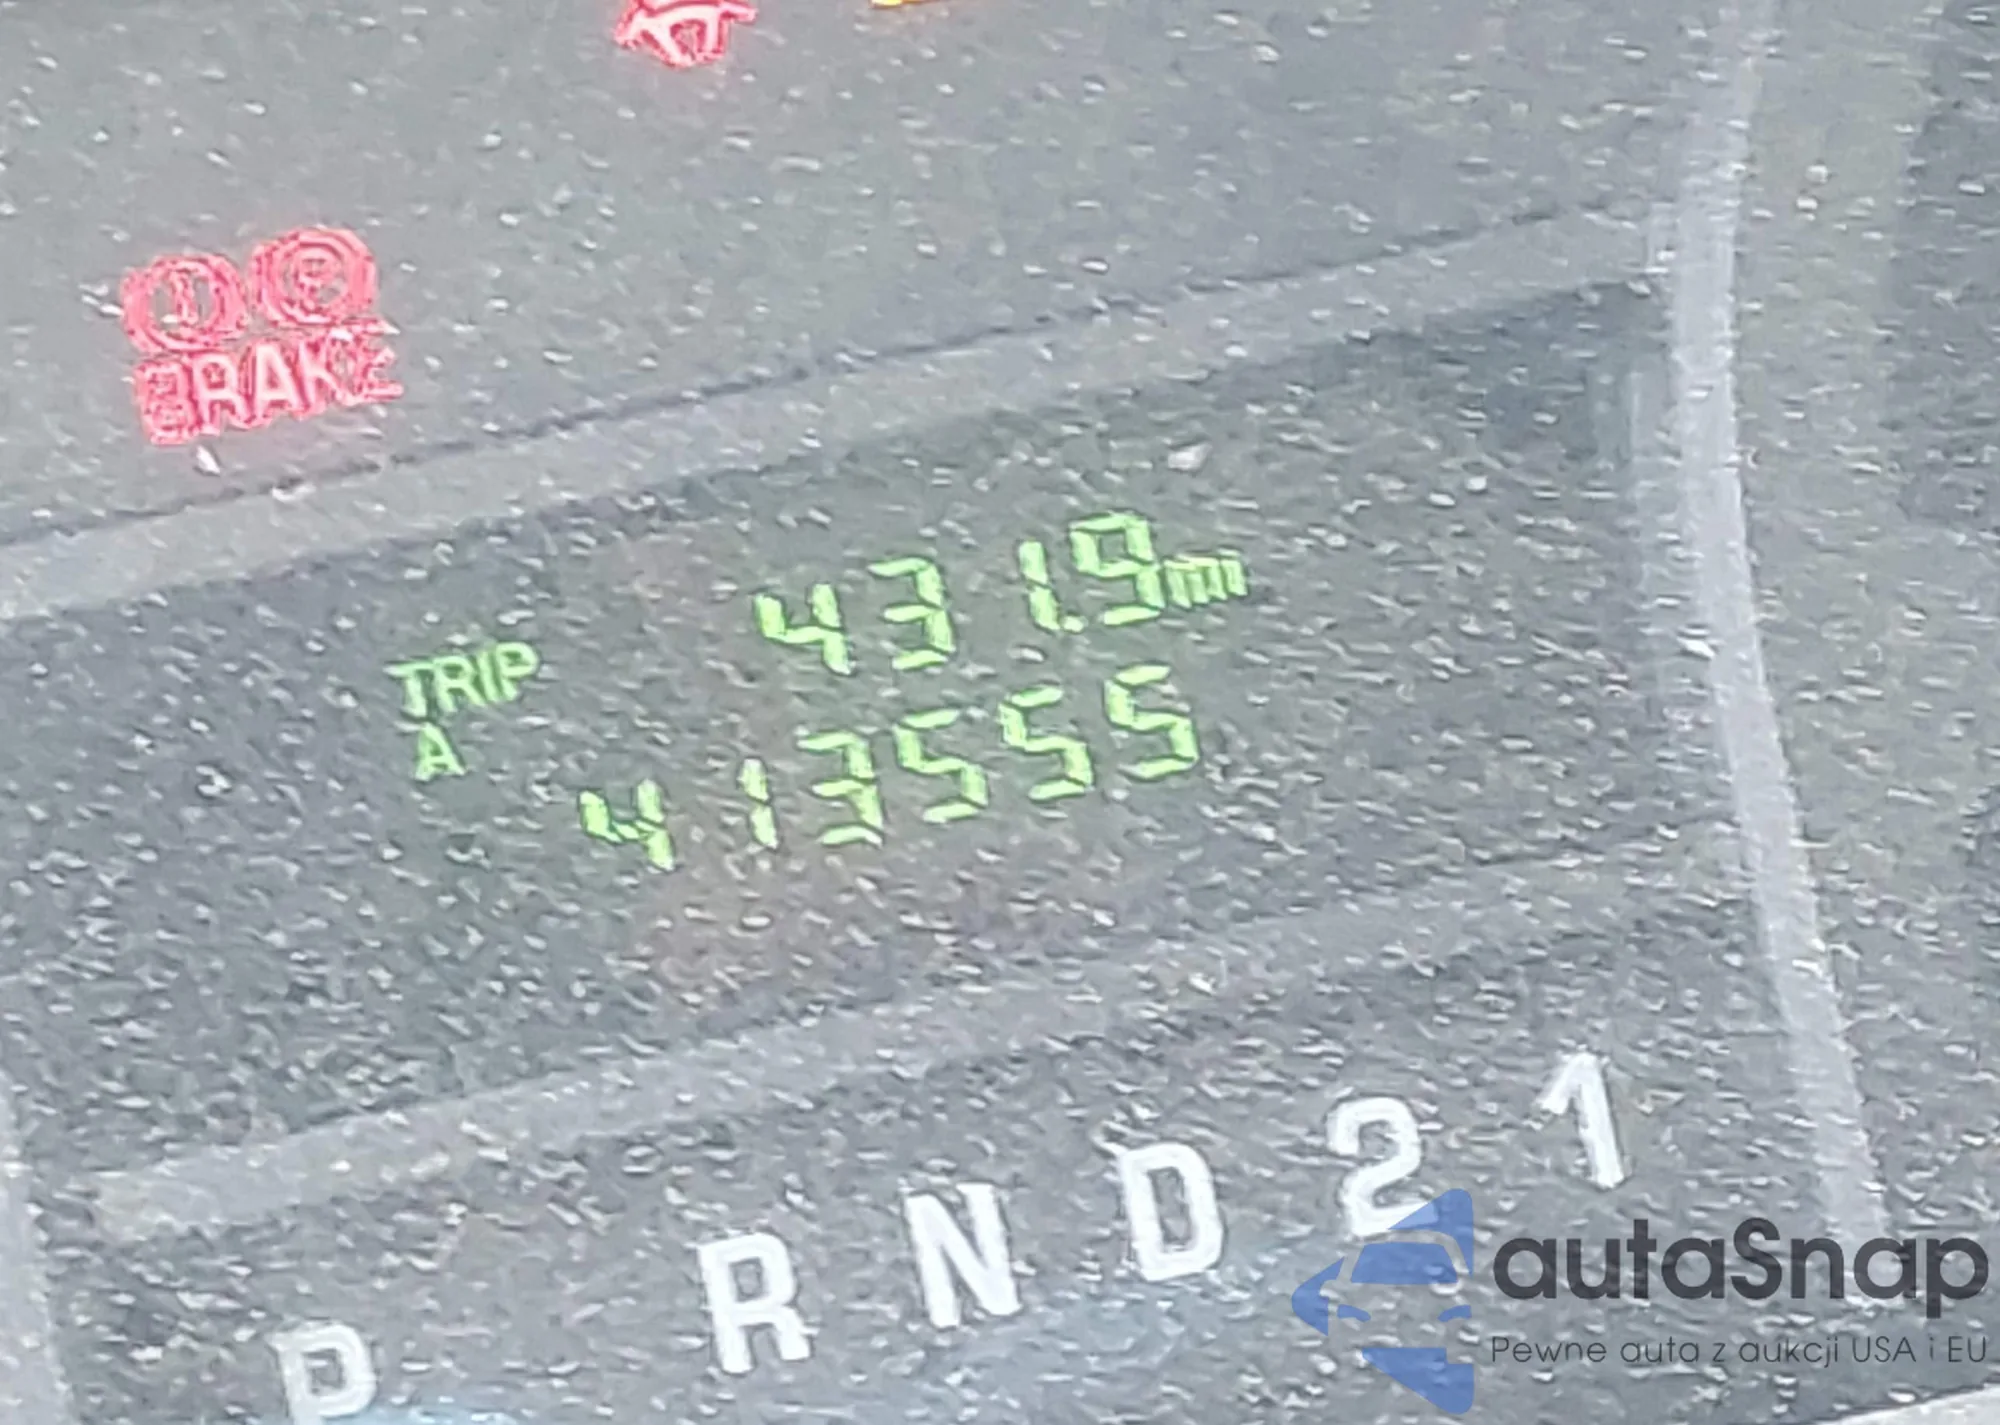 BRAKE
431.9mi
TRIP
A
413555
P R N D 2 1
autaSnap
Pewne auta z aukcji USA i EU